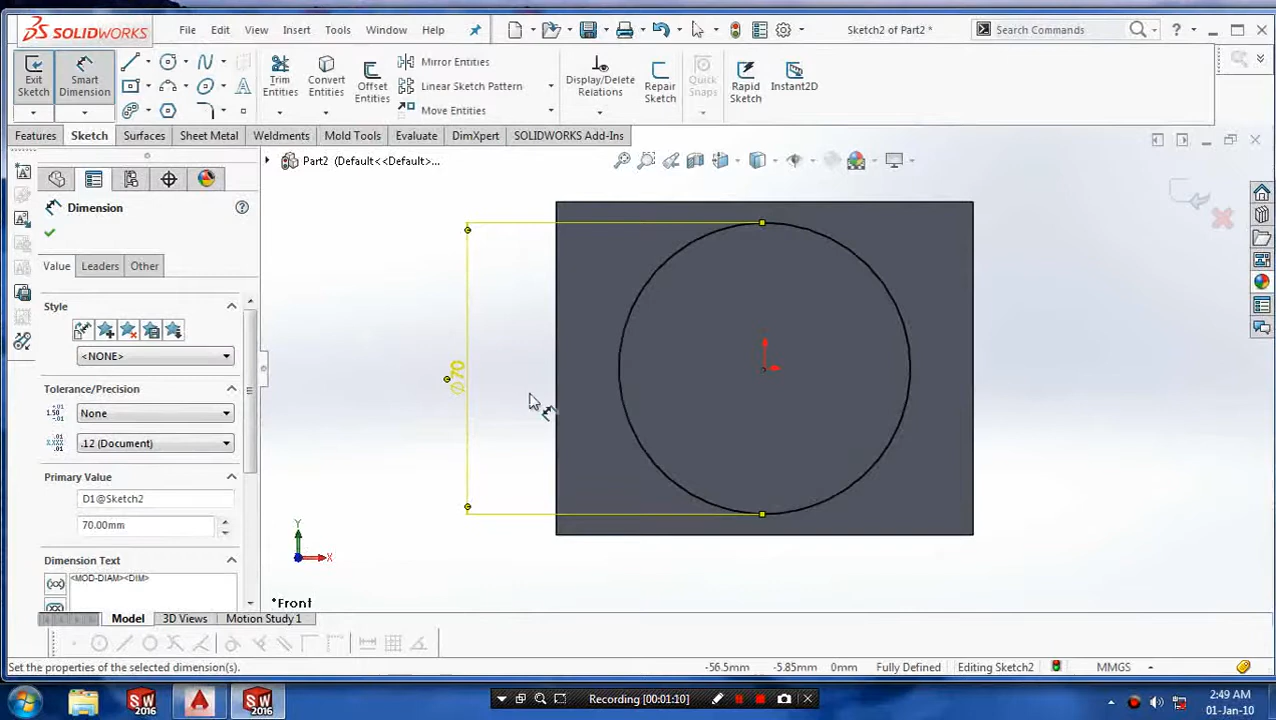 SOLIDWORKS
File Edit View Insert Tools Window Help
Sketch2 of Part2 *
Search Commands
?
Exit Sketch
Smart Dimension
Trim Entities
Convert Entities
Offset Entities
Mirror Entities
Linear Sketch Pattern
Move Entities
Display/Delete Relations
Repair Sketch
Quick Snaps
Rapid Sketch
Instant2D
Features Sketch Surfaces Sheet Metal Weldments Mold Tools Evaluate DimXpert SOLIDWORKS Add-Ins
Part2 (Default<<Default>...
Dimension
Value Leaders Other
Style
<NONE>
Tolerance/Precision
None
.12 (Document)
Primary Value
D1@Sketch2
70.00mm
Dimension Text
<MOD-DIAM><DIM>
∅70
Y
X
*Front
Model 3D Views Motion Study 1
Set the properties of the selected dimension(s).
-56.5mm -5.85mm 0mm Fully Defined Editing Sketch2 MMGS
SW 2016
SW 2016
Recording [00:01:10]
2:49 AM
01-Jan-10